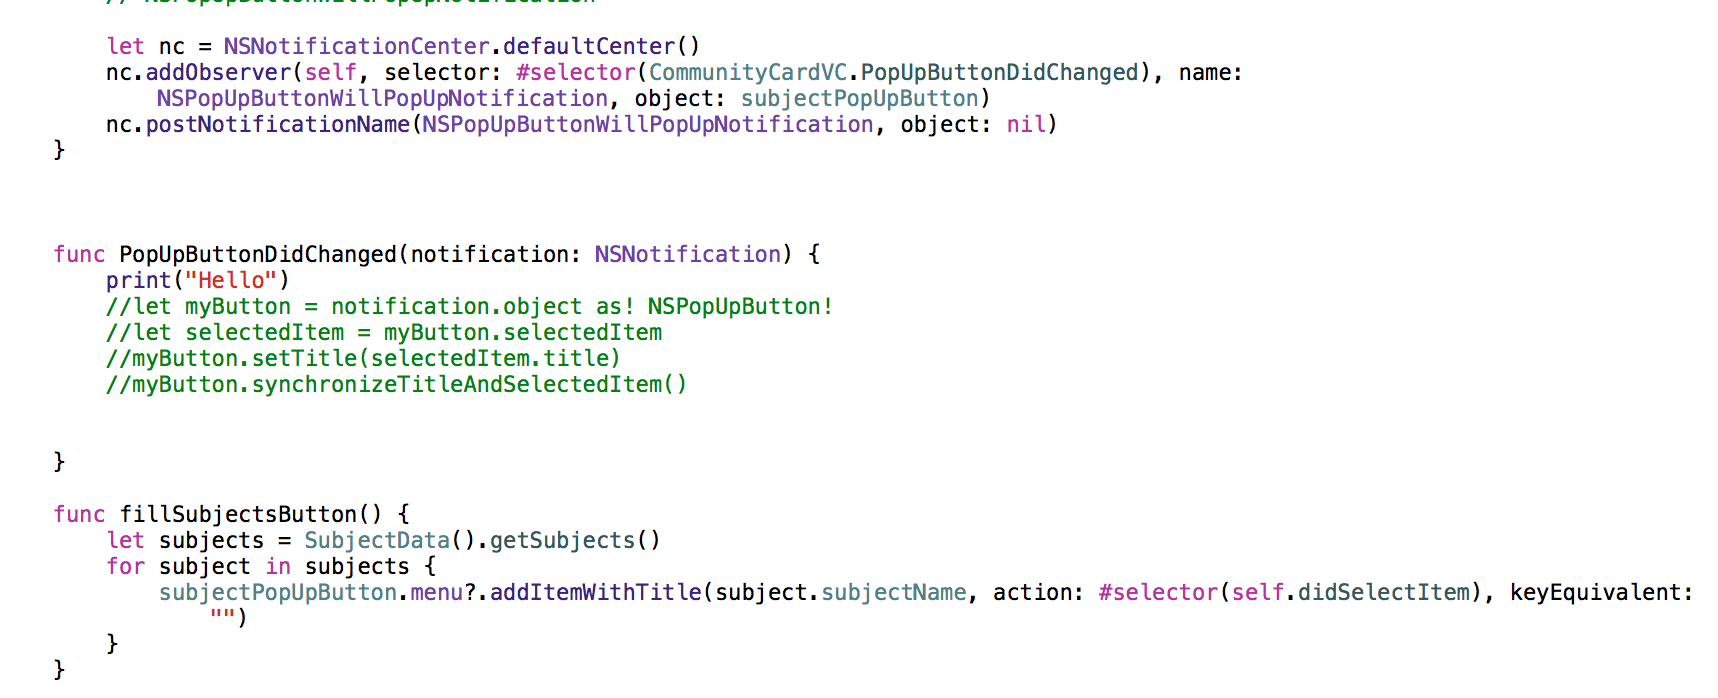 let nc = NSNotificationCenter.defaultCenter()
nc.addObserver(self, selector: #selector(CommunityCardVC.PopUpButtonDidChanged), name:
NSPopUpButtonWillPopUpNotification, object: subjectPopUpButton)
nc.postNotificationName(NSPopUpButtonWillPopUpNotification, object: nil)
}
func PopUpButtonDidChanged(notification: NSNotification) {
print("Hello")
//let myButton = notification.object as! NSPopUpButton!
//let selectedItem = myButton.selectedItem
//myButton.setTitle(selectedItem.title)
//myButton.synchronizeTitleAndSelectedItem()
}
func fillSubjectsButton() {
let subjects = SubjectData().getSubjects()
for subject in subjects {
subjectPopUpButton.menu?.addItemWithTitle(subject.subjectName, action: #selector(self.didSelectItem), keyEquivalent:
"")
}
}